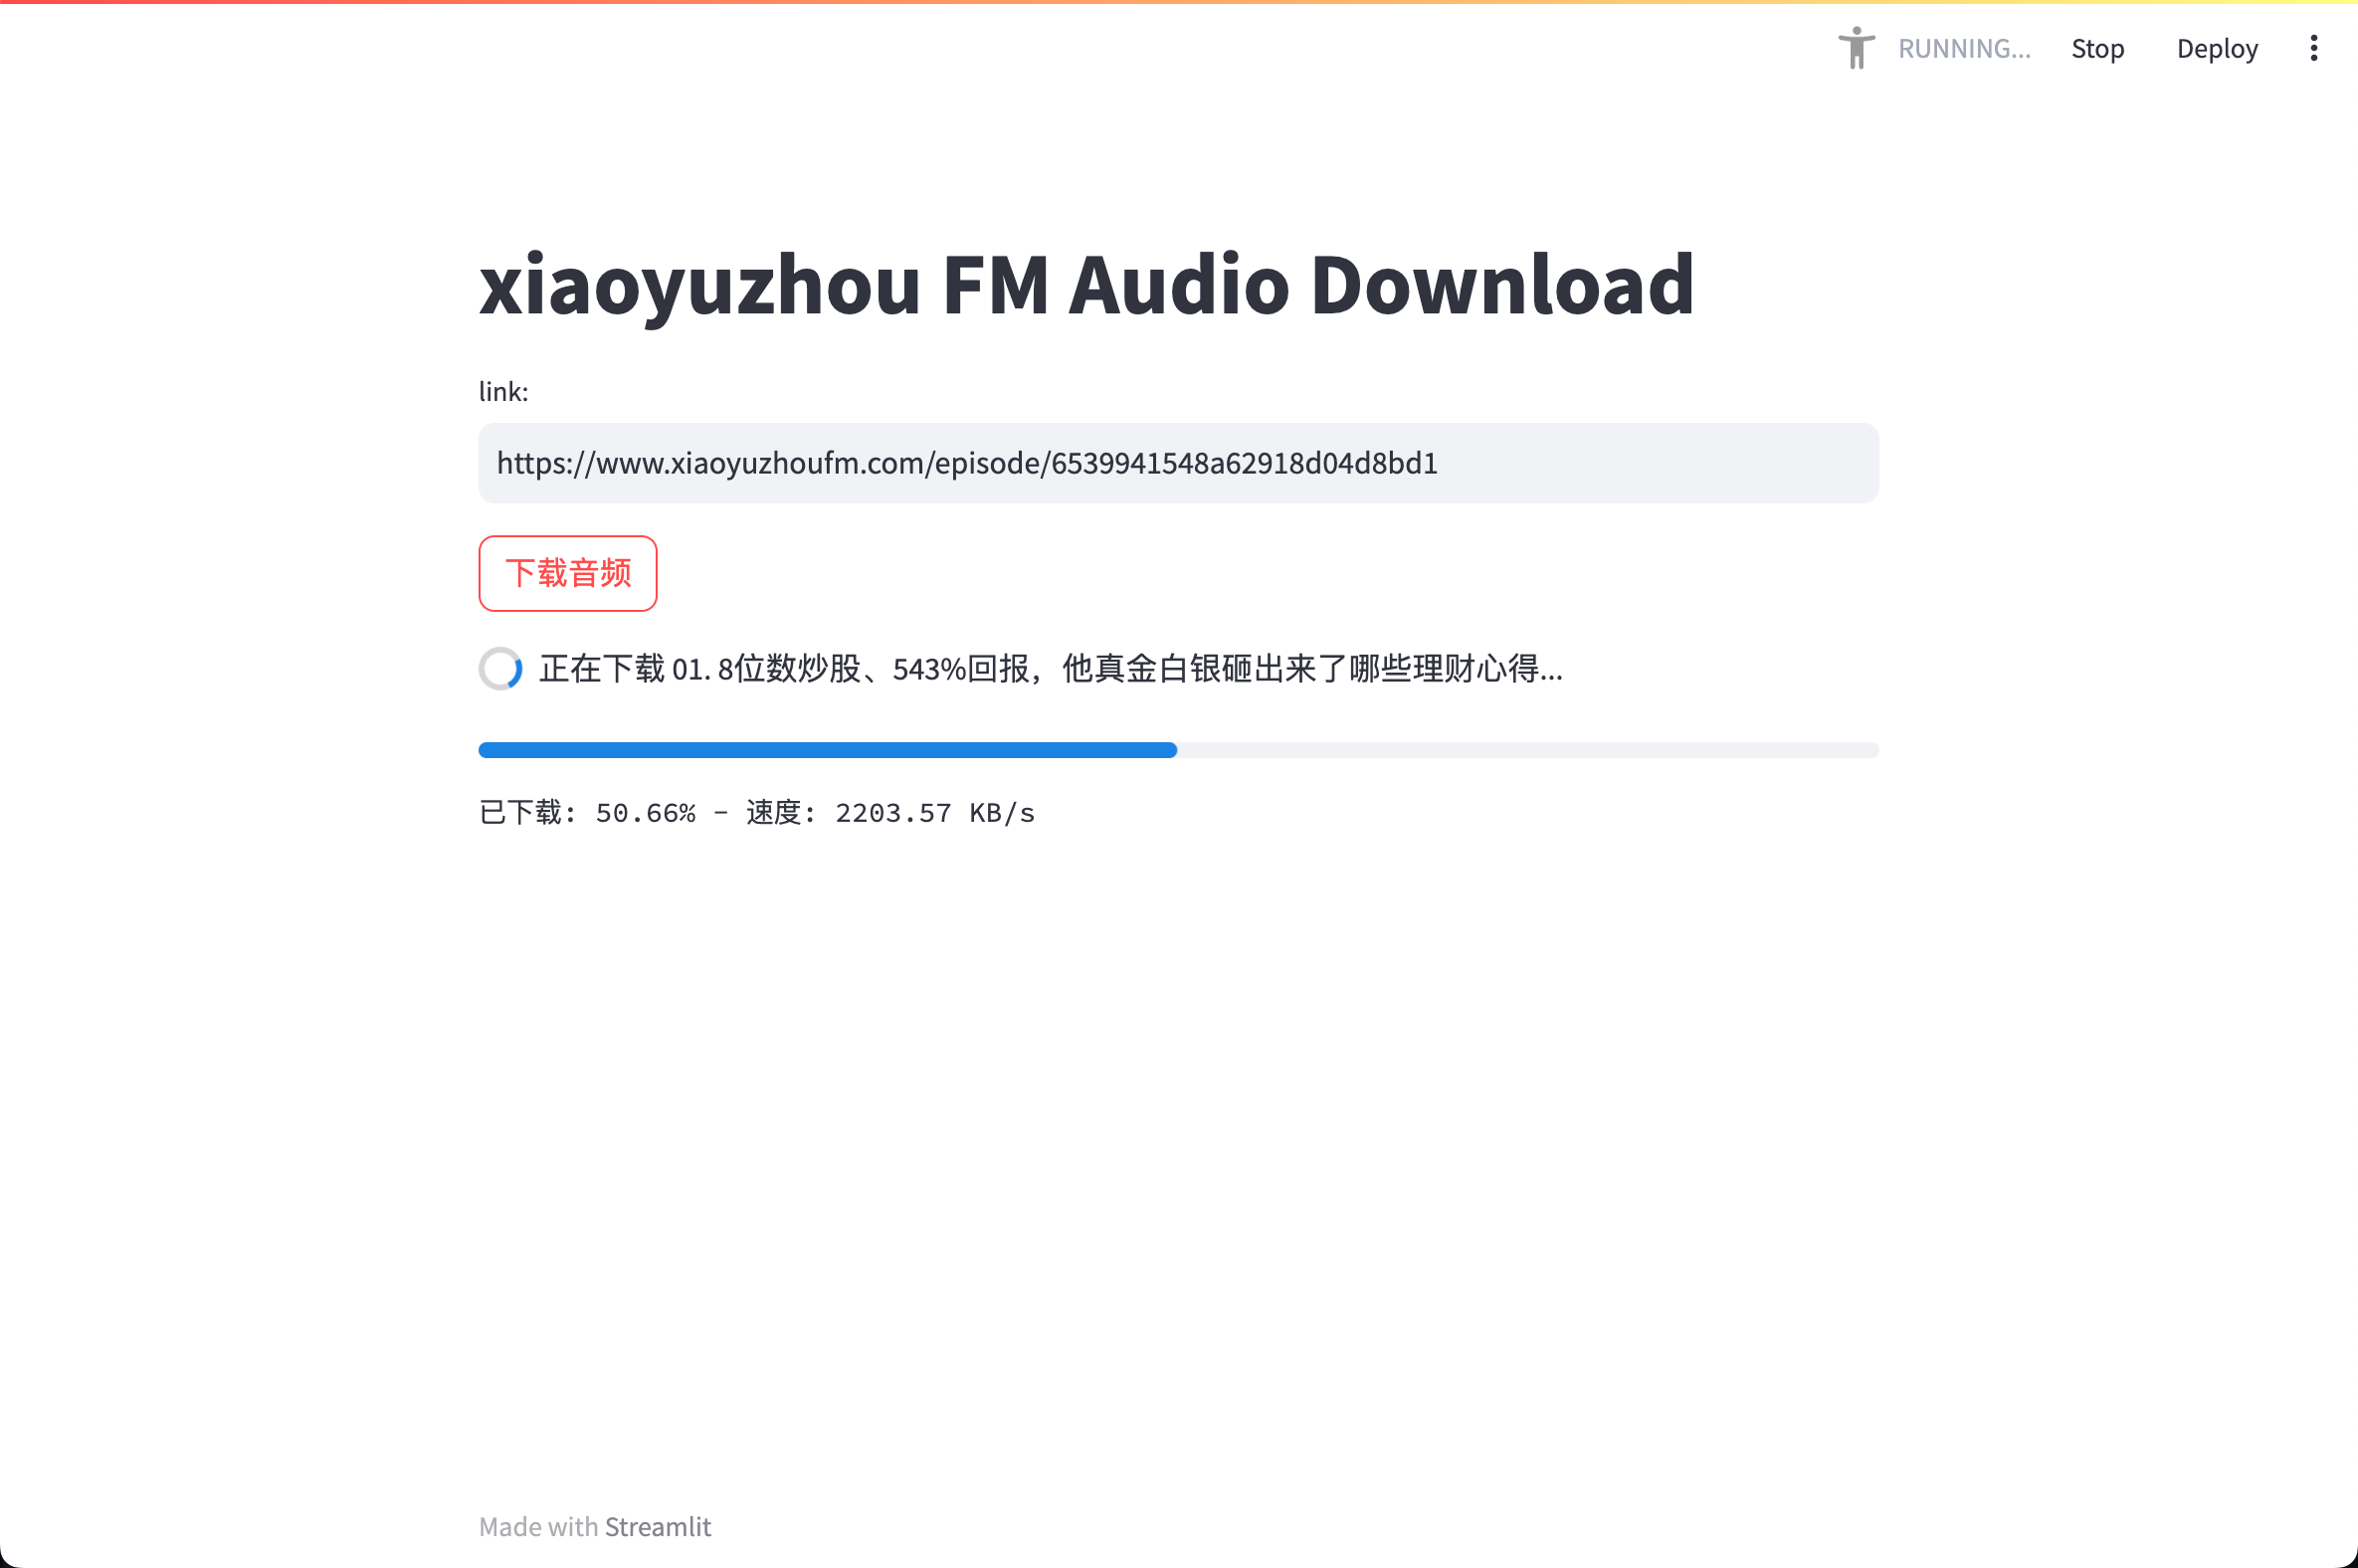 RUNNING... Stop Deploy
xiaoyuzhou FM Audio Download
link:
https://www.xiaoyuzhoufm.com/episode/6539941548a62918d04d8bd1
下载音频
正在下载 01. 8位数炒股、543%回报，他真金白银砸出来了哪些理财心得...
已下载: 50.66% - 速度: 2203.57 KB/s
Made with Streamlit